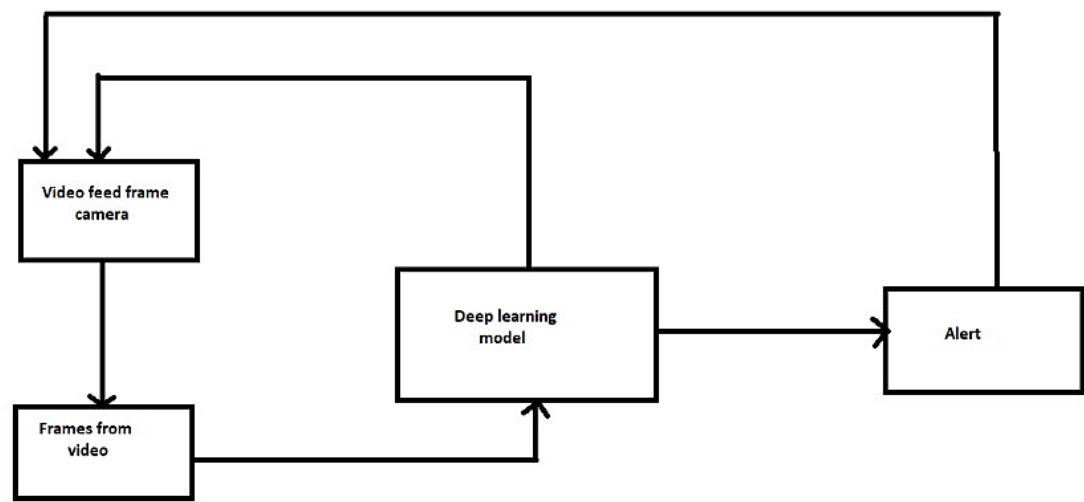 Video feed frame
camera
Deep learning
model
Alert
Frames from
video